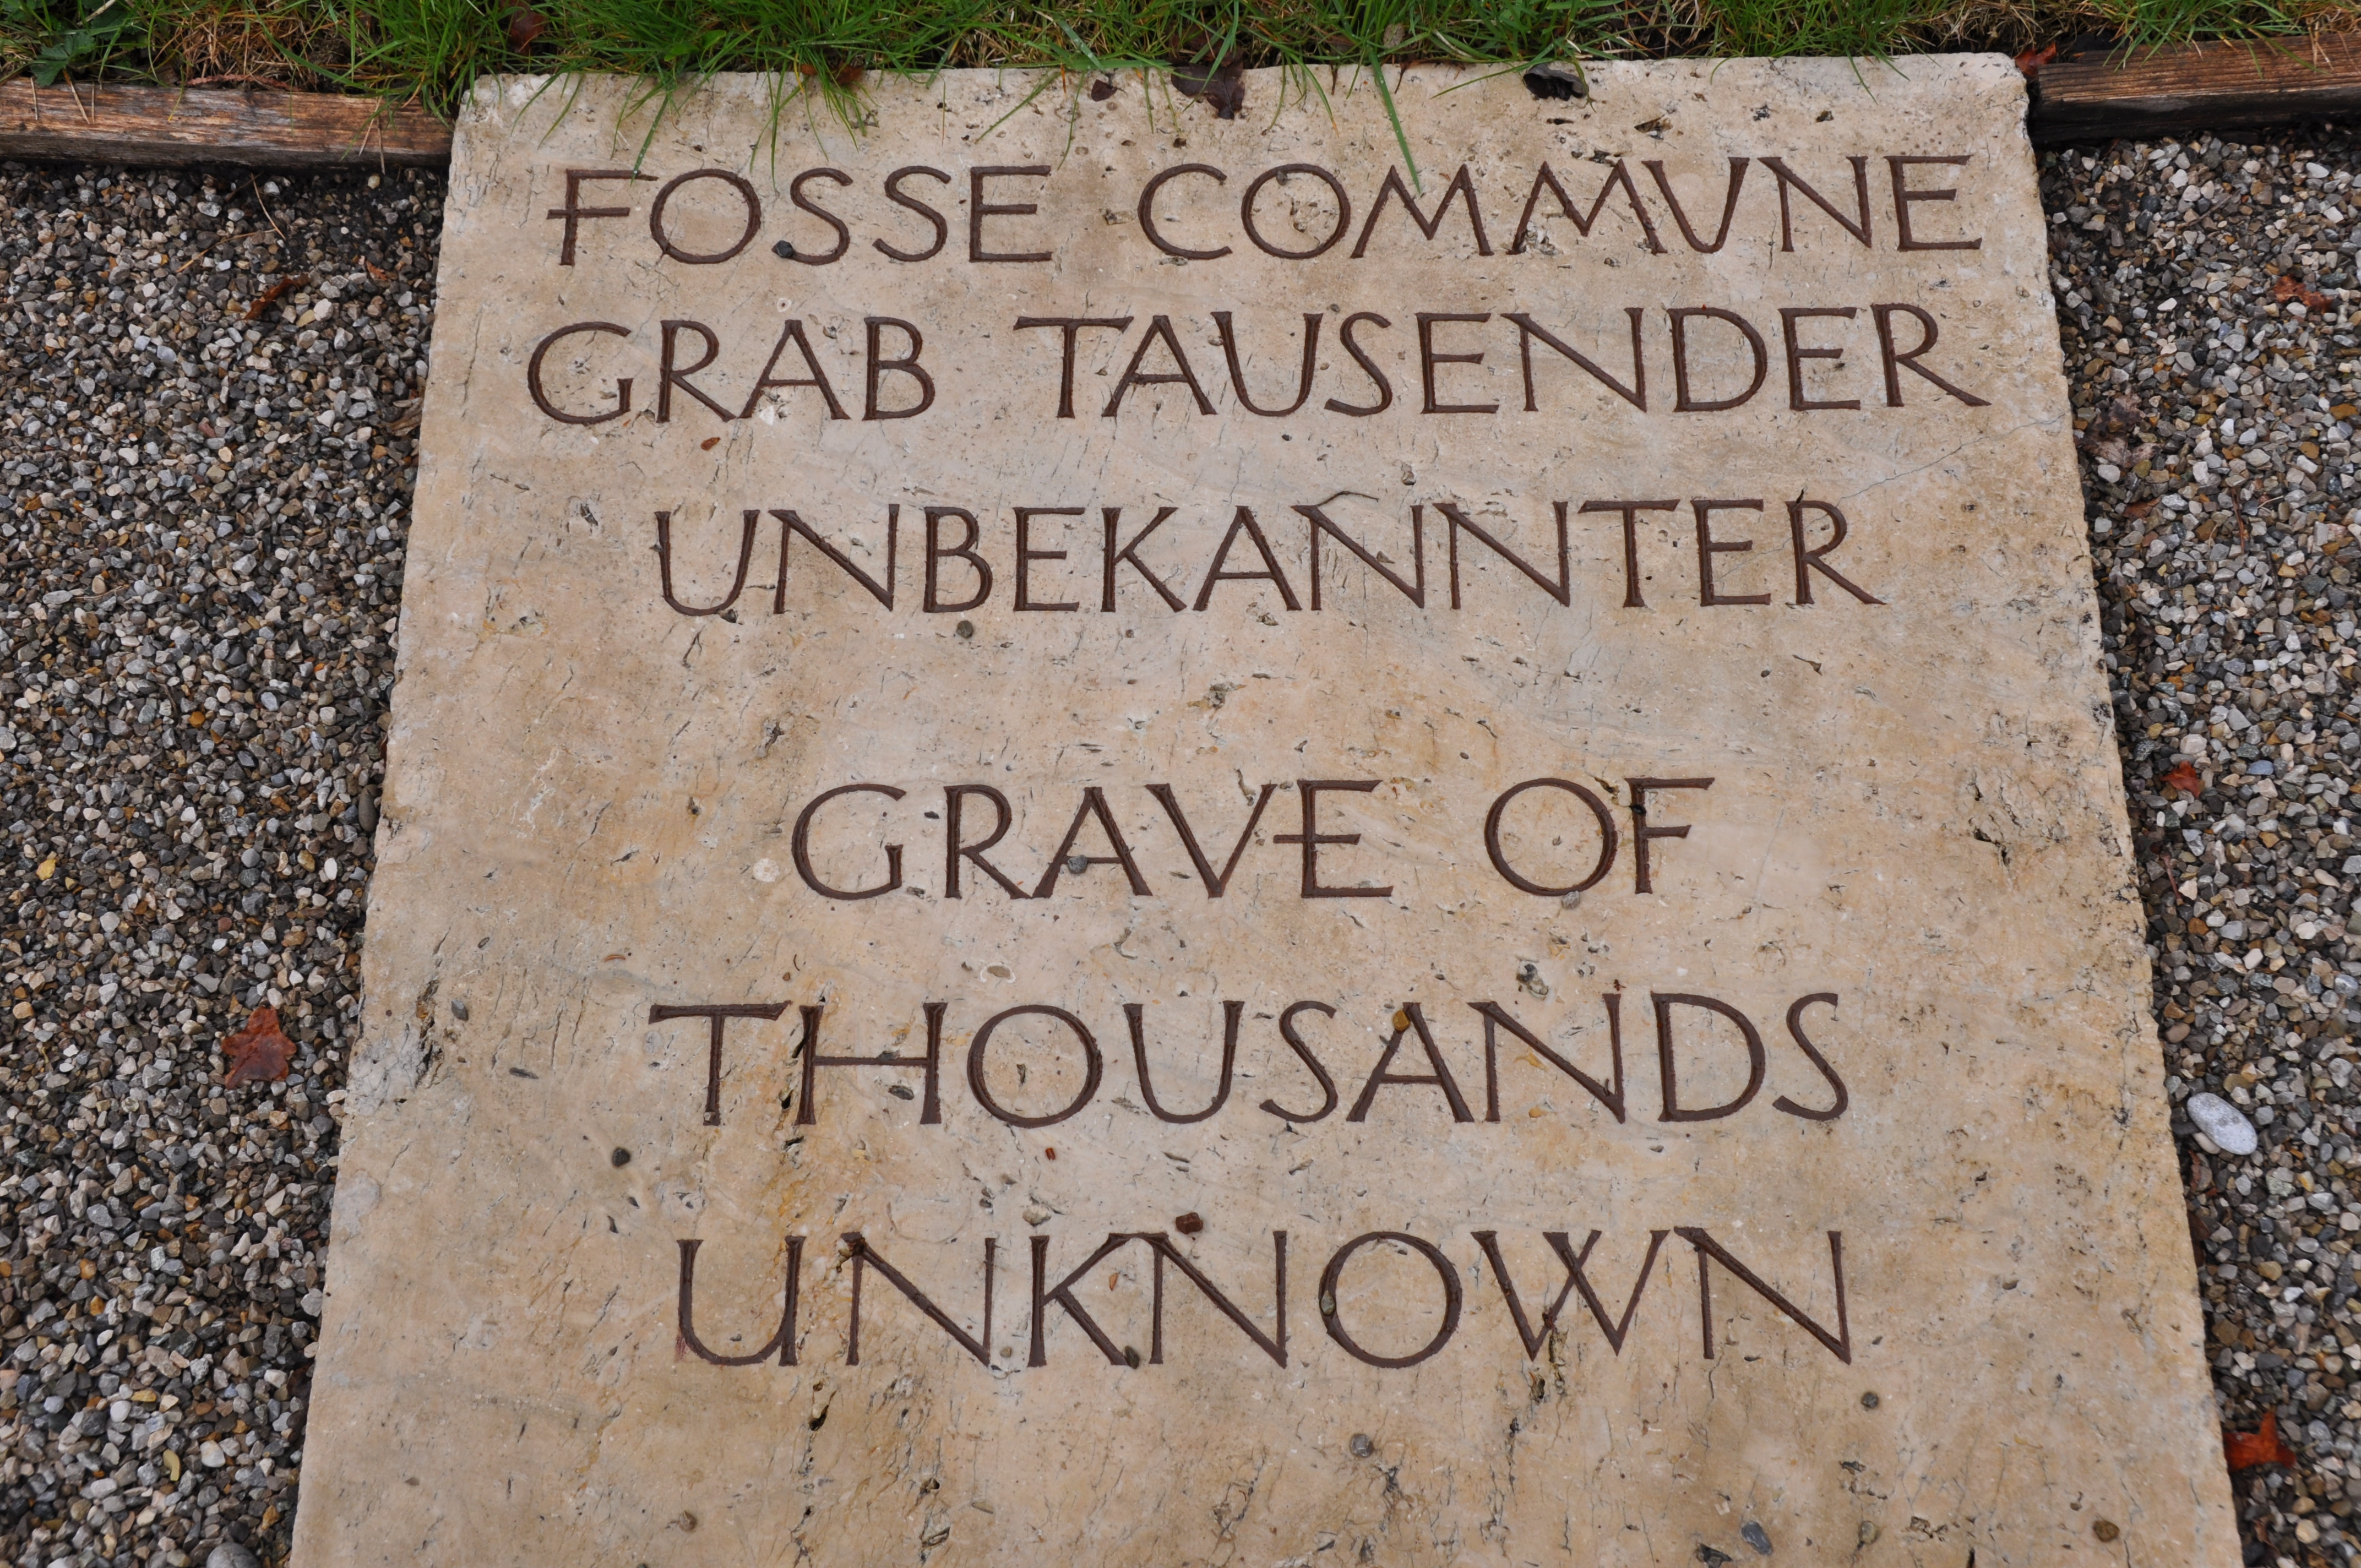 FOSSE COMMUNE
GRAB TAUSENDER
UNBEKANNTER
GRAVE OF
THOUSANDS
UNKNOWN